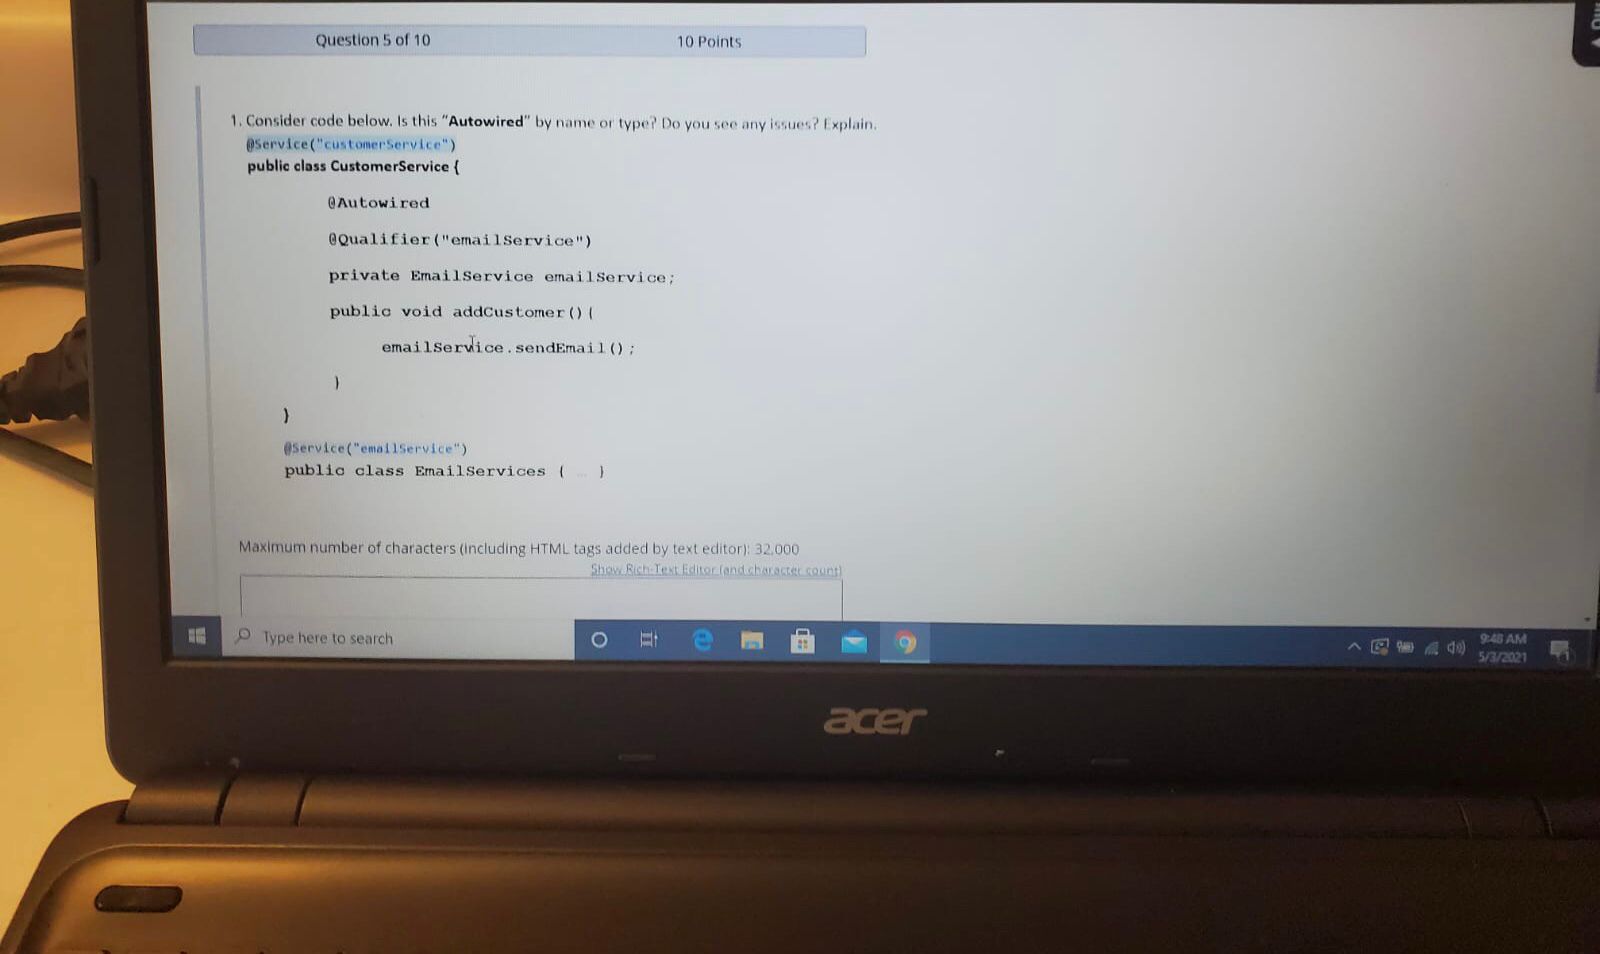 Question 5 of 10 10 Points
1. Consider code below. Is this "Autowired" by name or type? Do you see any issues? Explain.
@Service("customerService")
public class CustomerService {
@Autowired
@Qualifier("emailService")
private EmailService emailService;
public void addCustomer(){
emailService.sendEmail();
}
}
@Service("emailService")
public class EmailServices { ... }
Maximum number of characters (including HTML tags added by text editor): 32,000
Show Rich-Text Editor (and character count)
Type here to search
9:48 AM
5/3/2021
acer